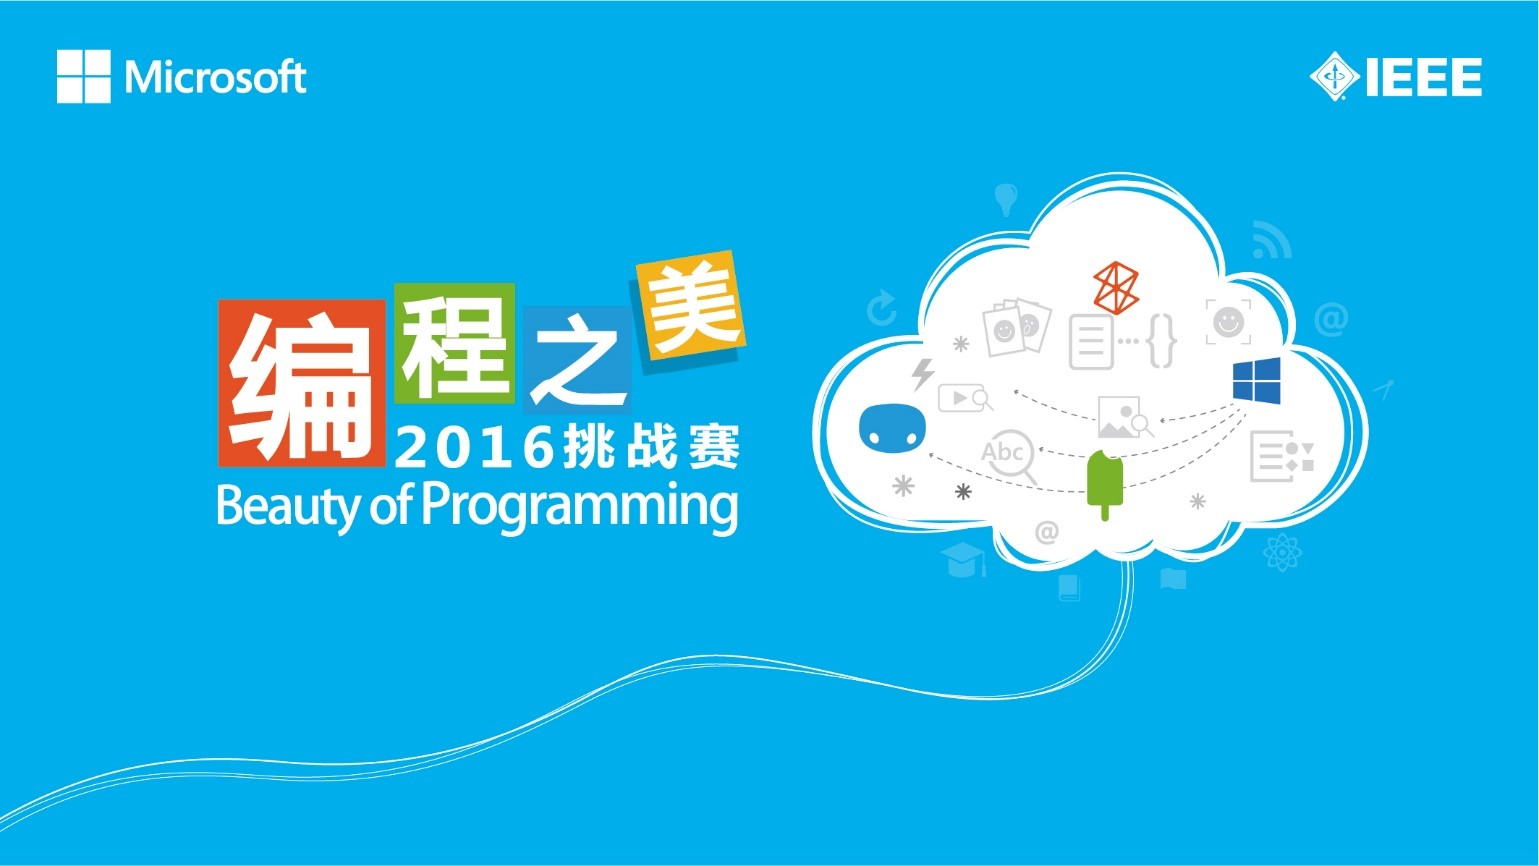 Microsoft
IEEE
编程之美
2016挑战赛
Beauty of Programming
Abc
@
@